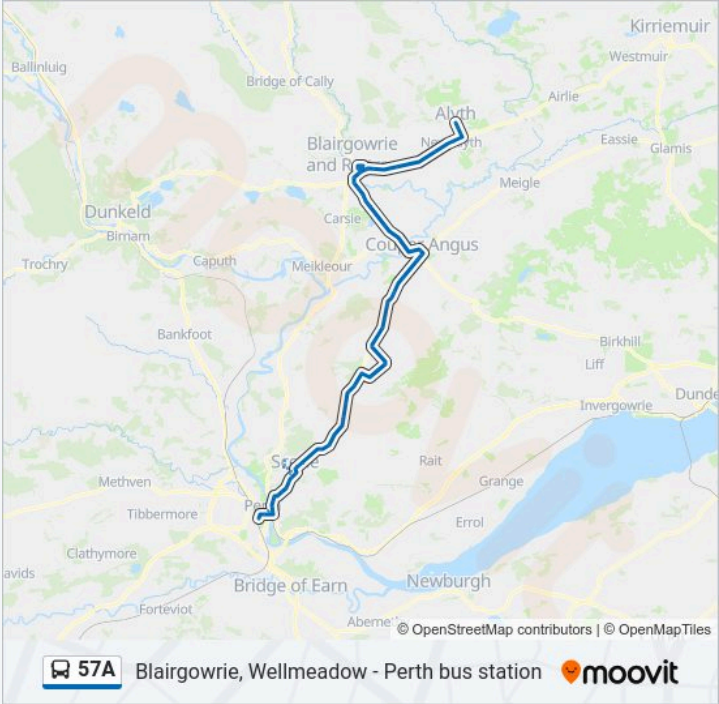 Kirriemuir
Westmuir
Ballinluig
Bridge of Cally
Airlie
Alyth
Blairgowrie
and R
Eassie
Glamis
Meigle
Dunkeld
Birnam
Carsie
Angus
Trochry
Caputh
Meikleour
Bankfoot
Birkhill
Liff
Dunde
Invergowrie
Rait
Methven
Grange
Tibbermore
Errol
Clathymore
avids
Bridge of Earn
Newburgh
Forteviot
Abernet
© OpenStreetMap contributors | © OpenMapTiles
57A Blairgowrie, Wellmeadow - Perth bus station moovit